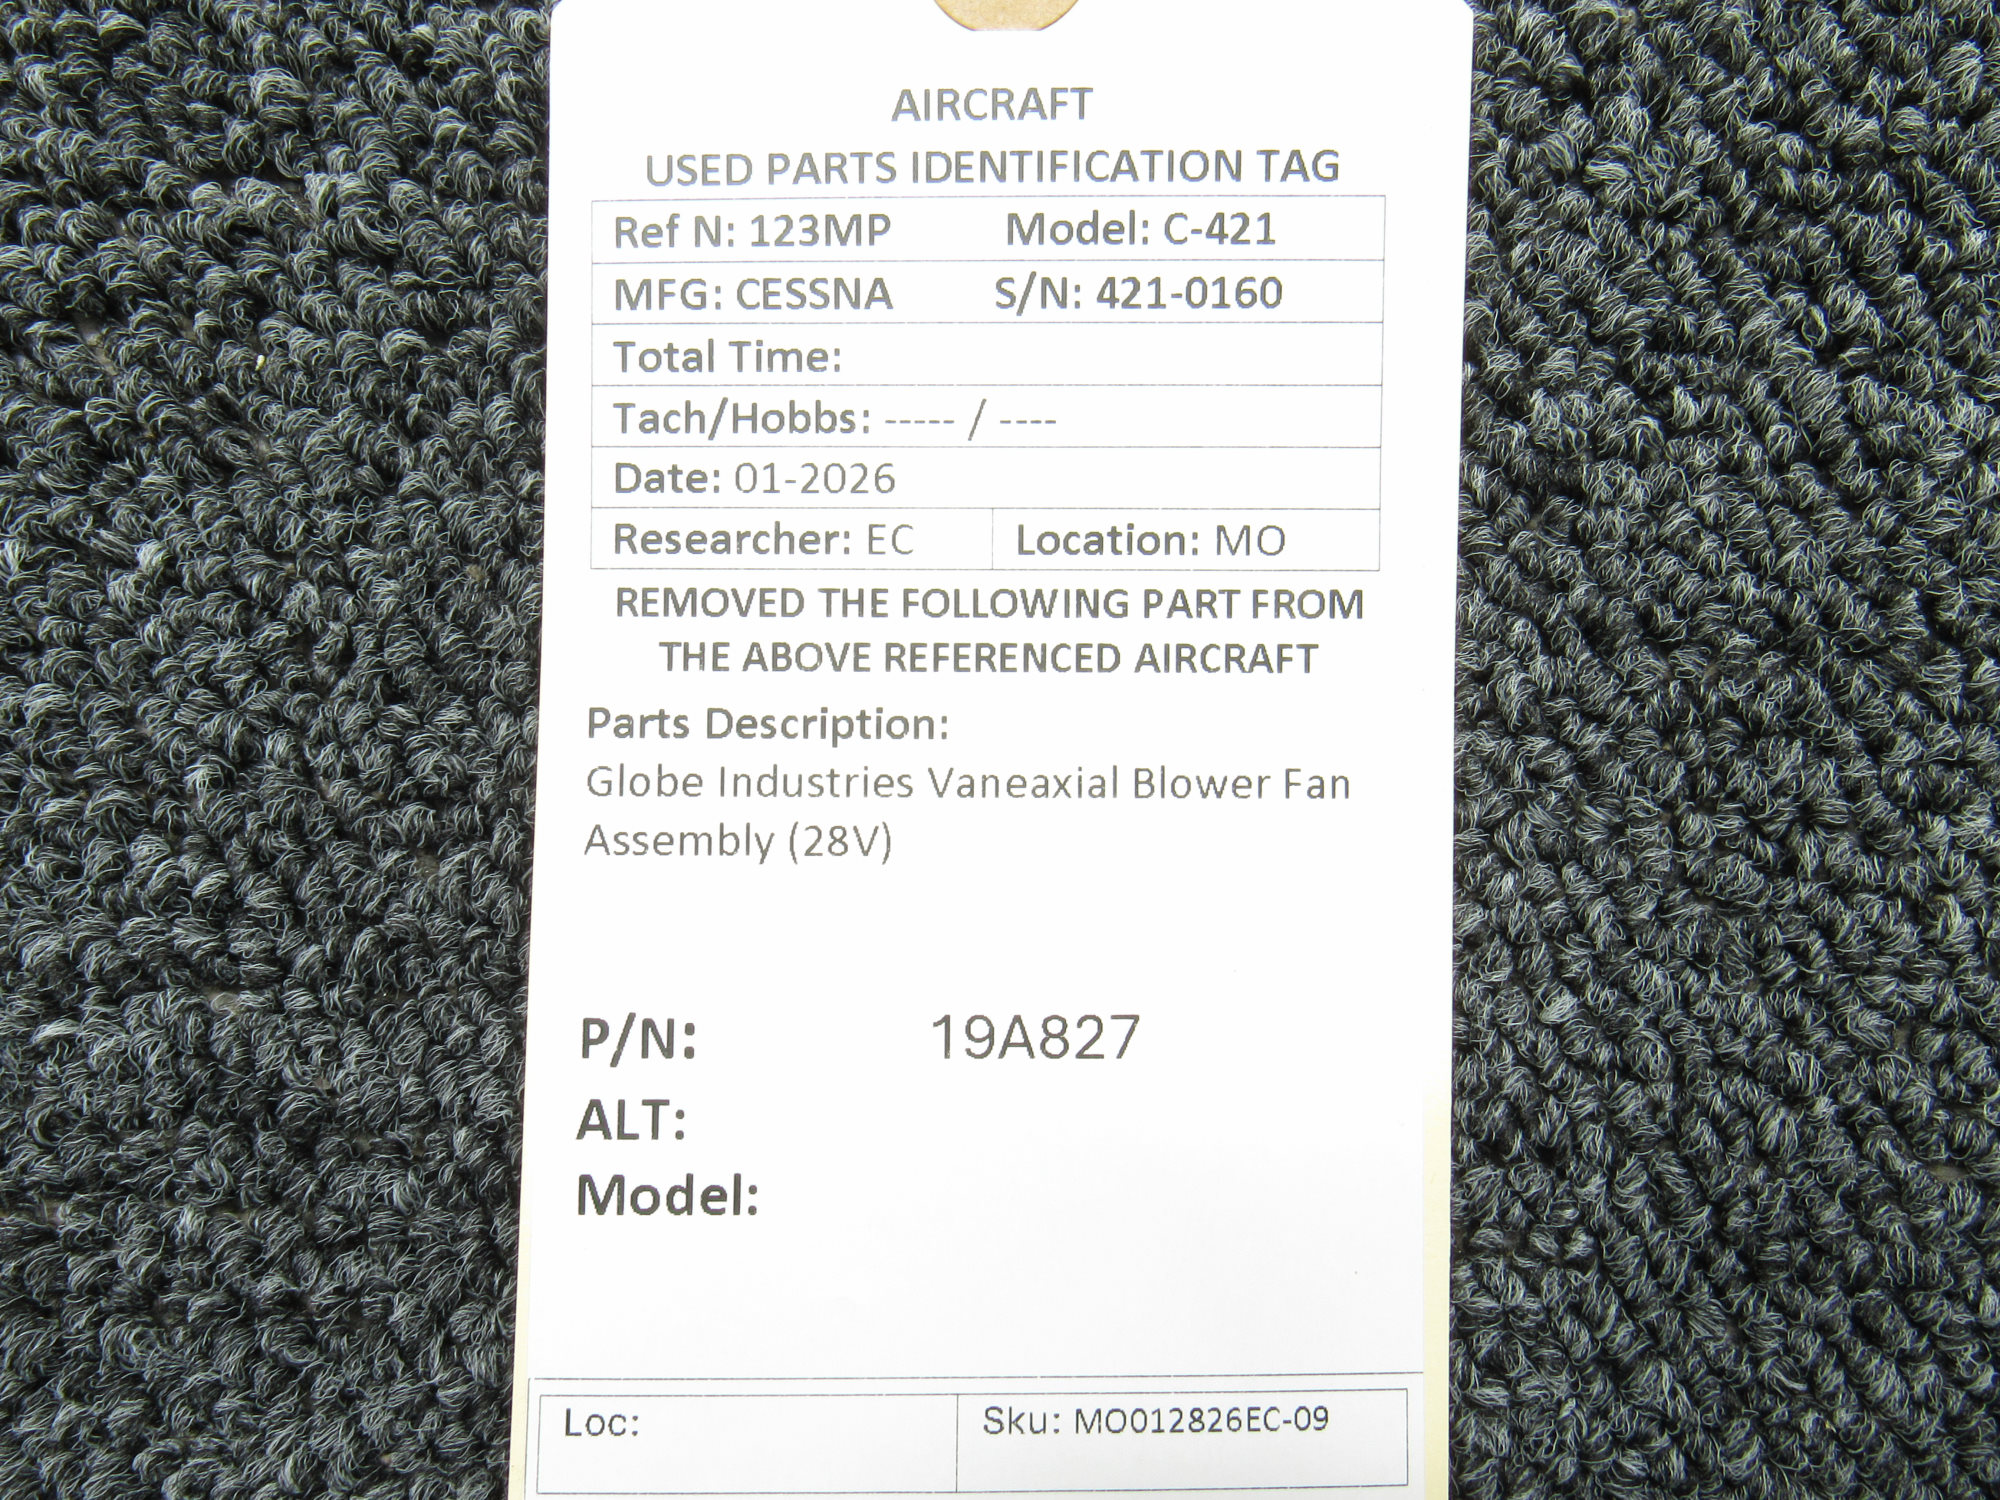 AIRCRAFT
USED PARTS IDENTIFICATION TAG
Ref N: 123MP Model: C-421
MFG: CESSNA S/N: 421-0160
Total Time:
Tach/Hobbs: ----- / ----
Date: 01-2026
Researcher: EC Location: MO
REMOVED THE FOLLOWING PART FROM
THE ABOVE REFERENCED AIRCRAFT
Parts Description:
Globe Industries Vaneaxial Blower Fan
Assembly (28V)
P/N: 19A827
ALT:
Model:
Loc: Sku: MO012826EC-09